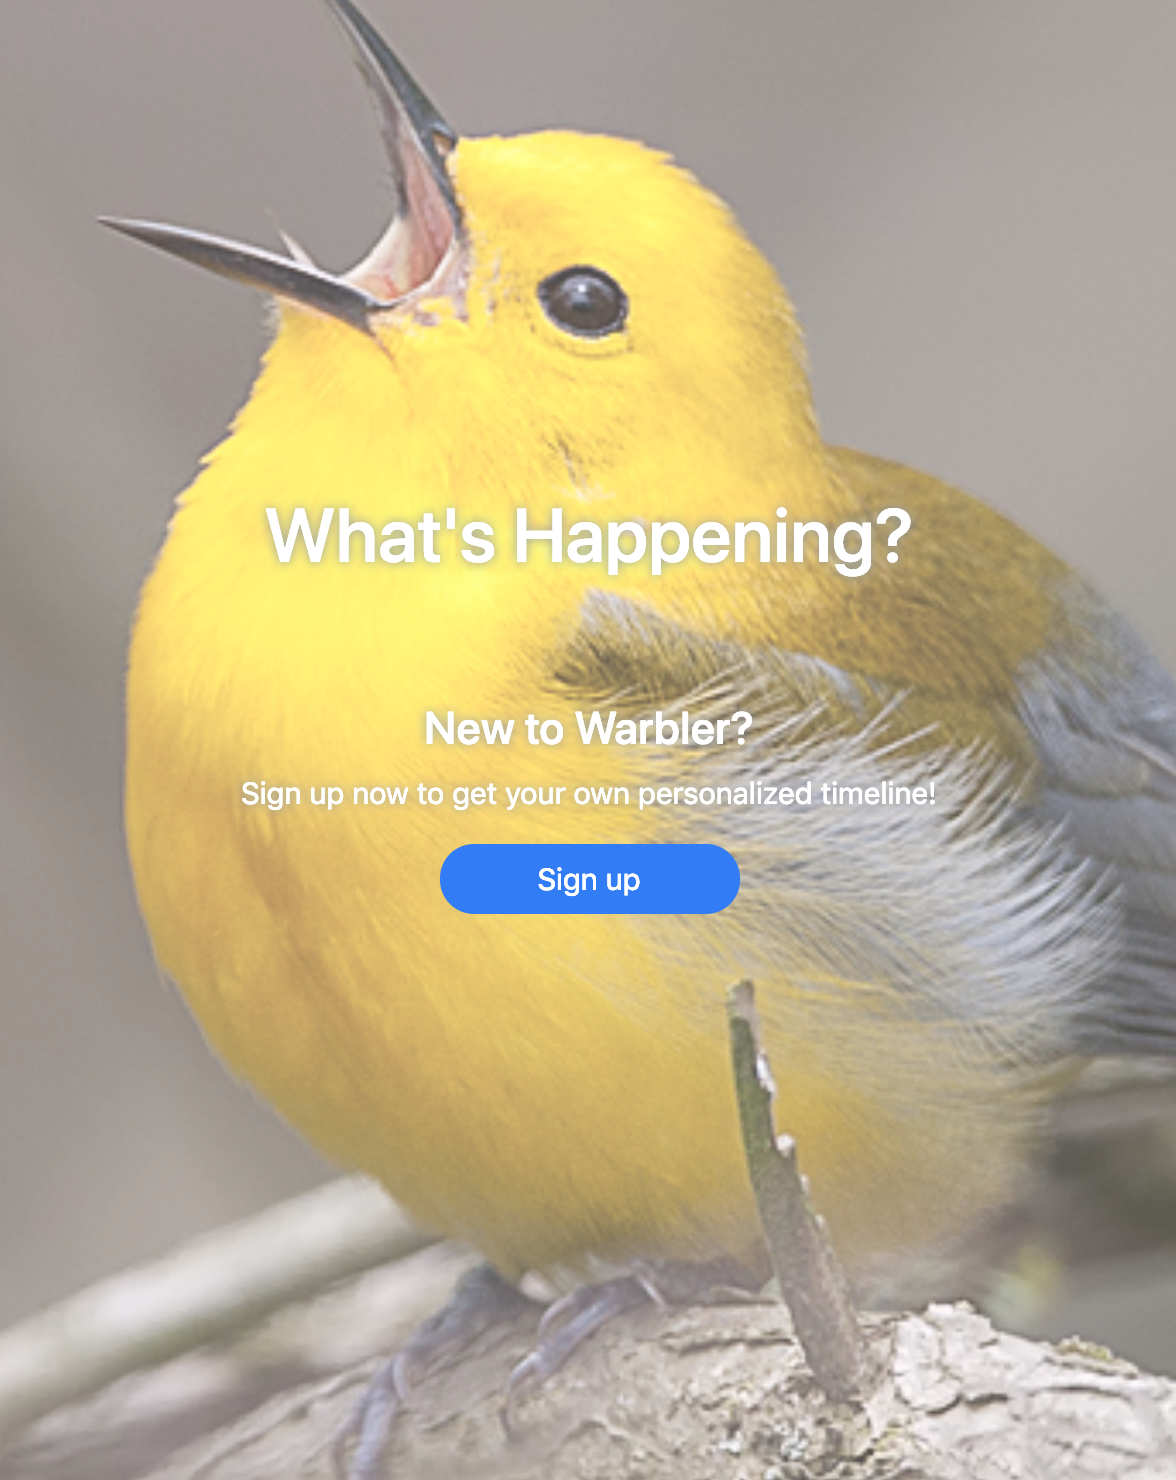 What's Happening?
New to Warbler?
Sign up now to get your own personalized timeline!
Sign up